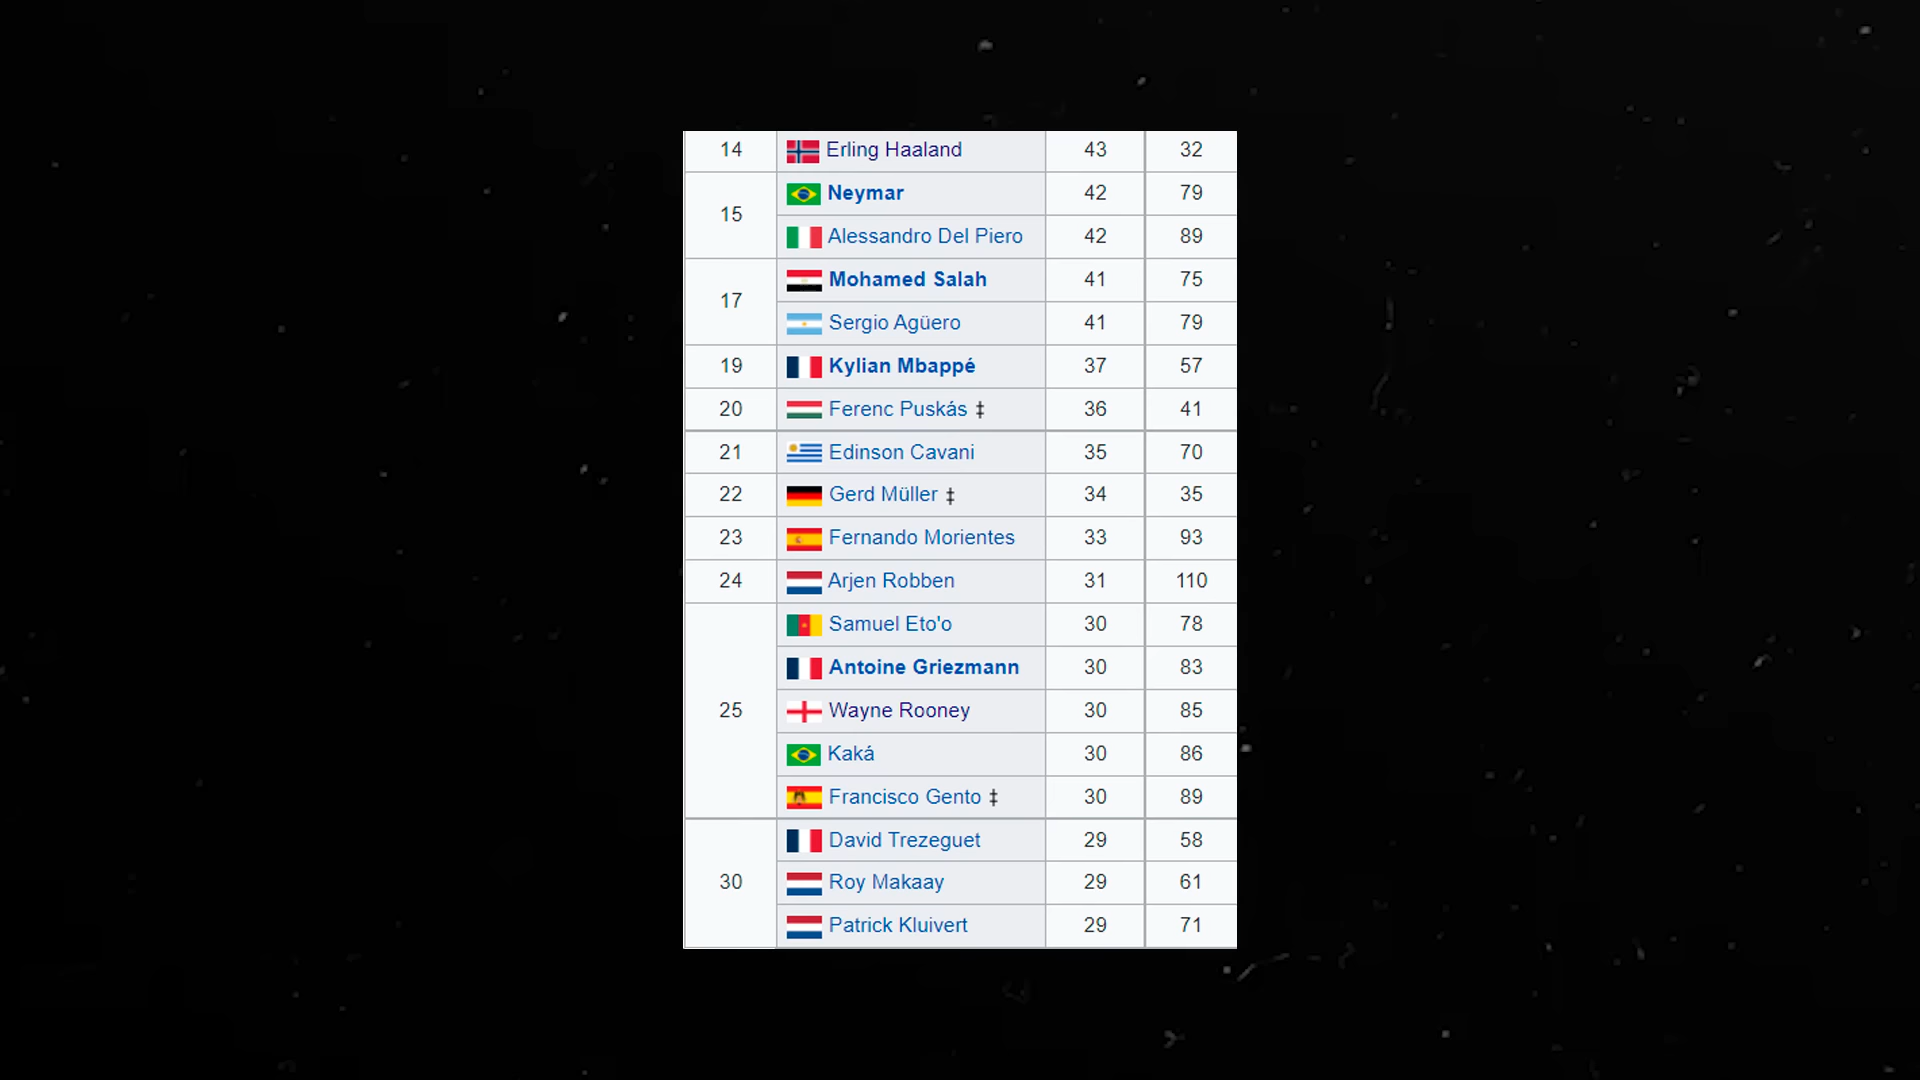 14 Erling Haaland 43 32
15 Neymar 42 79
Alessandro Del Piero 42 89
17 Mohamed Salah 41 75
Sergio Agüero 41 79
19 Kylian Mbappé 37 57
20 Ferenc Puskás ‡ 36 41
21 Edinson Cavani 35 70
22 Gerd Müller ‡ 34 35
23 Fernando Morientes 33 93
24 Arjen Robben 31 110
25 Samuel Eto'o 30 78
Antoine Griezmann 30 83
Wayne Rooney 30 85
Kaká 30 86
Francisco Gento ‡ 30 89
30 David Trezeguet 29 58
Roy Makaay 29 61
Patrick Kluivert 29 71